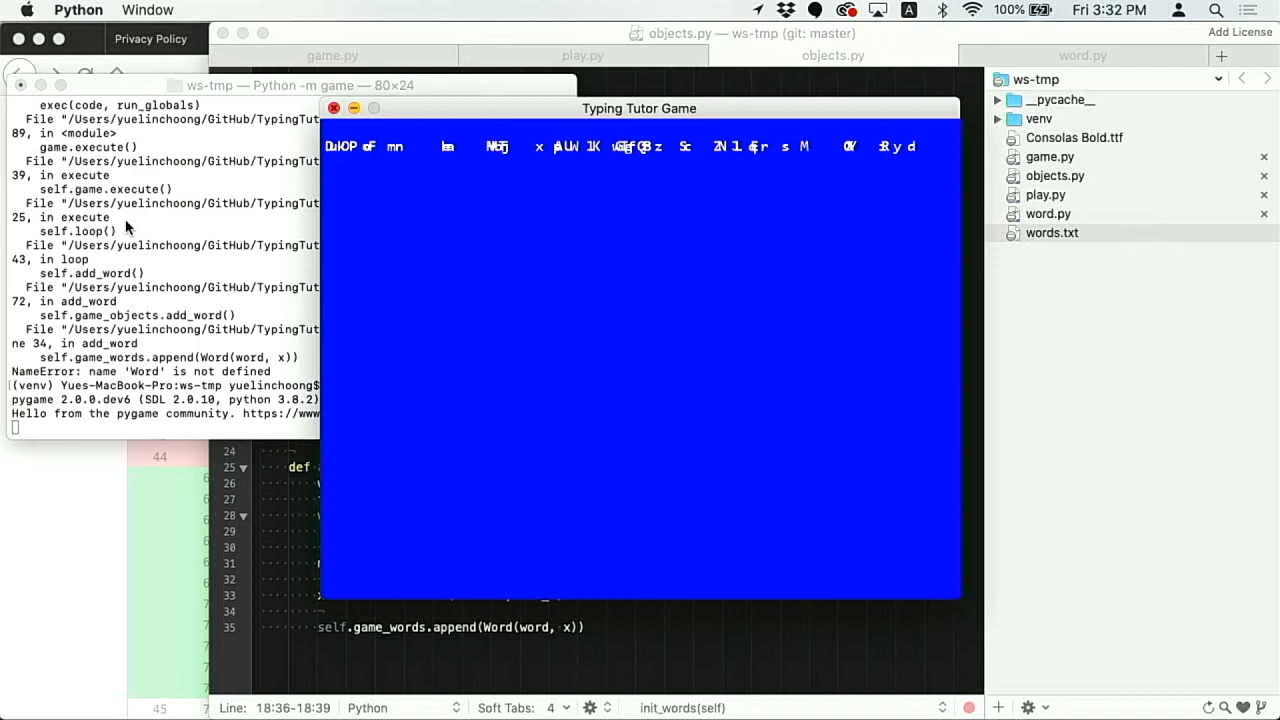 Python Window
100% Fri 3:32 PM
Privacy Policy
objects.py — ws-tmp (git: master)
Add License
game.py play.py objects.py word.py
ws-tmp — Python -m game — 80×24
exec(code, run_globals)
File "/Users/yuelinchoong/GitHub/TypingTut
89, in <module>
game.execute()
File "/Users/yuelinchoong/GitHub/TypingTut
39, in execute
self.game.execute()
File "/Users/yuelinchoong/GitHub/TypingTut
25, in execute
self.loop()
File "/Users/yuelinchoong/GitHub/TypingTut
43, in loop
self.add_word()
File "/Users/yuelinchoong/GitHub/TypingTut
72, in add_word
self.game_objects.add_word()
File "/Users/yuelinchoong/GitHub/TypingTut
ne 34, in add_word
self.game_words.append(Word(word, x))
NameError: name 'Word' is not defined
(venv) Yues-MacBook-Pro:ws-tmp yuelinchoong$
pygame 2.0.0.dev6 (SDL 2.0.10, python 3.8.2)
Hello from the pygame community. https://www
Typing Tutor Game
mn x s M R y d
44
45
24
25 def
26
27
28
29
30
31
32
33
34
35 self.game_words.append(Word(word, x))
Line: 18:36-18:39 Python Soft Tabs: 4 init_words(self)
ws-tmp
__pycache__
venv
Consolas Bold.ttf
game.py
objects.py
play.py
word.py
words.txt